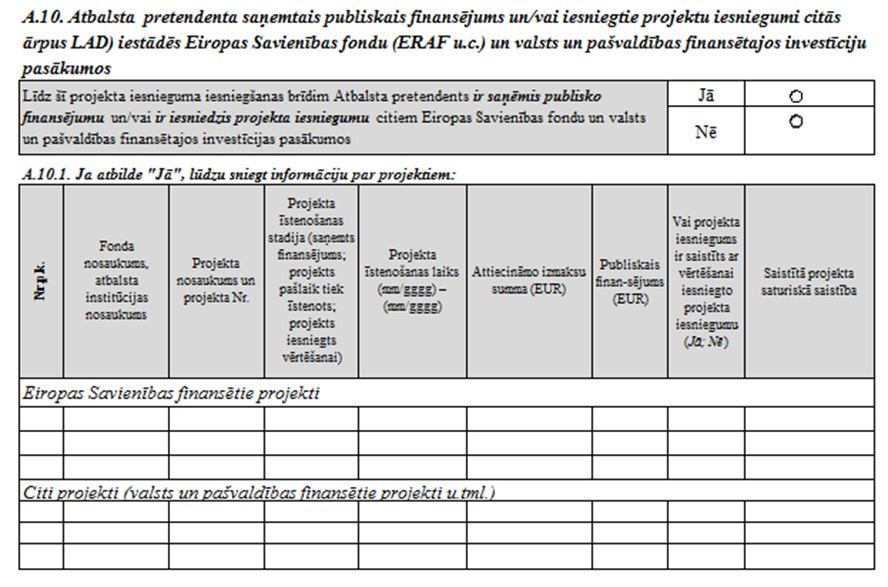 A.10. Atbalsta pretendenta saņemtais publiskais finansējums un/vai iesniegtie projektu iesniegumi citās
ārpus LAD) iestādēs Eiropas Savienības fondu (ERAF u.c.) un valsts un pašvaldības finansētajos investīciju
pasākumos
Līdz šī projekta iesnieguma iesniegšanas brīdim Atbalsta pretendents ir saņēmis publisko
finansējumu un/vai ir iesniedzis projekta iesniegumu citiem Eiropas Savienības fondu un valsts
un pašvaldības finansētajos investīcijas pasākumos
Jā
Nē
A.10.1. Ja atbilde "Jā", lūdzu sniegt informāciju par projektiem:
Nr.p.k.
Fonda
nosaukums,
atbalsta
institūcijas
nosaukums
Projekta
nosaukums un
projekta Nr.
Projekta
īstenošanas
stadija (saņemts
finansējums;
projekts
pašlaik tiek
īstenots;
projekts
iesniegts
vērtēšanai)
Projekta
īstenošanas laiks
(mm/gggg) –
(mm/gggg)
Attiecināmo izmaksu
summa (EUR)
Publiskais
finan-sējums
(EUR)
Vai projekta
iesniegums
ir saistīts ar
vērtēšanai
iesniegto
projekta
iesniegumu
(Jā; Nē)
Saistītā projekta
saturiskā saistība
Eiropas Savienības finansētie projekti
Citi projekti (valsts un pašvaldības finansētie projekti u.tml.)